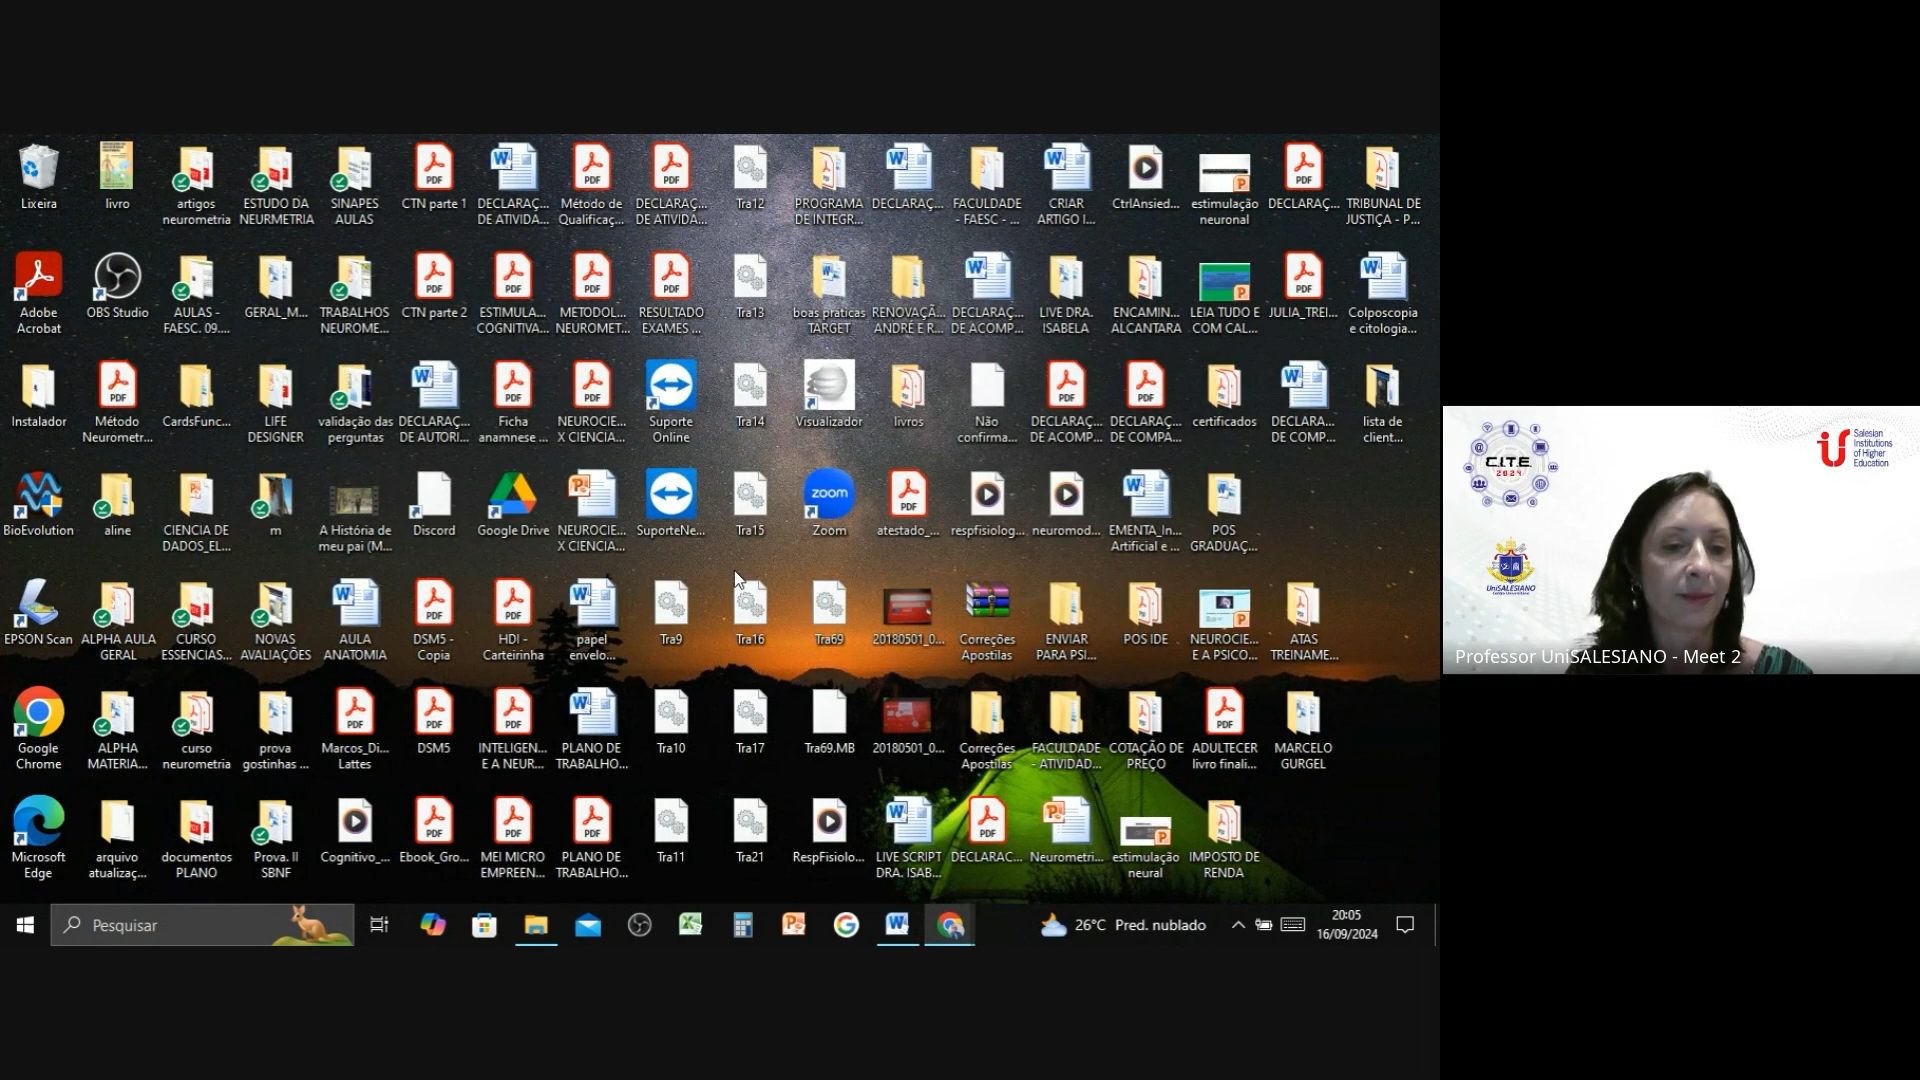 Lixeira
livro
artigos
neurometria
ESTUDO DA
NEURMETRIA
SINAPES
AULAS
CTN parte 1
DECLARAÇ...
DE ATIVIDA...
Método de
Qualificaç...
DECLARAÇ...
DE ATIVIDA...
Tra12
PROGRAMA
DE INTEGR...
DECLARAÇ...
FACULDADE
- FAESC - ...
CRIAR
ARTIGO I...
CtrlAnsied...
estimulação
neuronal
DECLARAÇ...
TRIBUNAL DE
JUSTIÇA - P...
Adobe
Acrobat
OBS Studio
AULAS -
FAESC. 09....
GERAL_M...
TRABALHOS
NEUROME...
CTN parte 2
ESTIMULA...
COGNITIVA...
METODOL...
NEUROMET...
RESULTADO
EXAMES ...
Tra13
boas praticas
TARGET
RENOVAÇÃ...
ANDRÉ E R...
DECLARAÇ...
DE ACOMP...
LIVE DRA.
ISABELA
ENCAMIN...
ALCANTARA
LEIA TUDO E
COM CAL...
JULIA_TREI...
Colposcopia
e citologia...
Instalador
Método
Neurometr...
CardsFunc...
LIFE
DESIGNER
validação das
perguntas
DECLARAÇ...
DE AUTORI...
Ficha
anamnese ...
NEUROCIE...
X CIENCIA...
Suporte
Online
Tra14
Visualizador
livros
Não
confirma...
DECLARAÇ...
DE ACOMP...
DECLARAÇ...
DE COMPA...
certificados
DECLARA...
DE COMP...
lista de
client...
BioEvolution
aline
CIENCIA DE
DADOS_EL...
m
A História de
meu pai (M...
Discord
Google Drive
NEUROCIE...
X CIENCIA...
SuporteNe...
Tra15
zoom
Zoom
atestado_...
respfisiolog...
neuromod...
EMENTA_In...
Artificial e ...
POS
GRADUAÇ...
EPSON Scan
ALPHA AULA
GERAL
CURSO
ESSENCIAS...
NOVAS
AVALIAÇÕES
AULA
ANATOMIA
DSM5 -
Copia
HDI -
Carteirinha
papel
envelo...
Tra9
Tra16
Tra69
20180501_0...
Correções
Apostilas
ENVIAR
PARA PSI...
POS IDE
NEUROCIE...
E A PSICO...
ATAS
TREINAME...
Google
Chrome
ALPHA
MATERIA...
curso
neurometria
prova
gostinhas ...
Marcos_Di...
Lattes
DSM5
INTELIGEN...
E A NEUR...
PLANO DE
TRABALHO...
Tra10
Tra17
Tra69.MB
20180501_0...
Correções
Apostilas
FACULDADE
- ATIVIDAD...
COTAÇÃO DE
PREÇO
ADULTECER
livro finali...
MARCELO
GURGEL
Microsoft
Edge
arquivo
atualizaç...
documentos
PLANO
Prova. II
SBNF
Cognitivo_...
Ebook_Gro...
MEI MICRO
EMPREEN...
PLANO DE
TRABALHO...
Tra11
Tra21
RespFisiolo...
LIVE SCRIPT
DRA. ISAB...
DECLARAC...
Neurometri...
estimulação
neural
IMPOSTO DE
RENDA
Pesquisar
26°C Pred. nublado
20:05
16/09/2024
C.I.T.E.
2024
Salesian
Institutions
of Higher
Education
UniSALESIANO
Professor UniSALESIANO - Meet 2